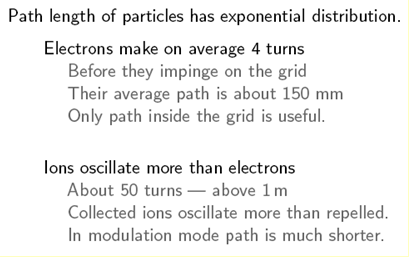 Path length of particles has exponential distribution.
Electrons make on average 4 turns
Before they impinge on the grid
Their average path is about 150 mm
Only path inside the grid is useful.
Ions oscillate more than electrons
About 50 turns — above 1 m
Collected ions oscillate more than repelled.
In modulation mode path is much shorter.